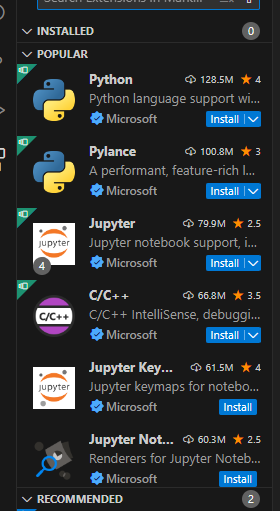 Search Extensions in Mark...
INSTALLED
0
POPULAR
Python
128.5M
4
Python language support wi...
Microsoft
Install
Pylance
100.8M
3
A performant, feature-rich l...
Microsoft
Install
jupyter
4
Jupyter
79.9M
2.5
Jupyter notebook support, i...
Microsoft
Install
C/C++
C/C++
66.8M
3.5
C/C++ IntelliSense, debuggi...
Microsoft
Install
jupyter
Jupyter Key...
61.5M
4
Jupyter keymaps for notebo...
Microsoft
Install
Jupyter Not...
60.3M
2.5
Renderers for Jupyter Noteb...
Microsoft
Install
RECOMMENDED
2